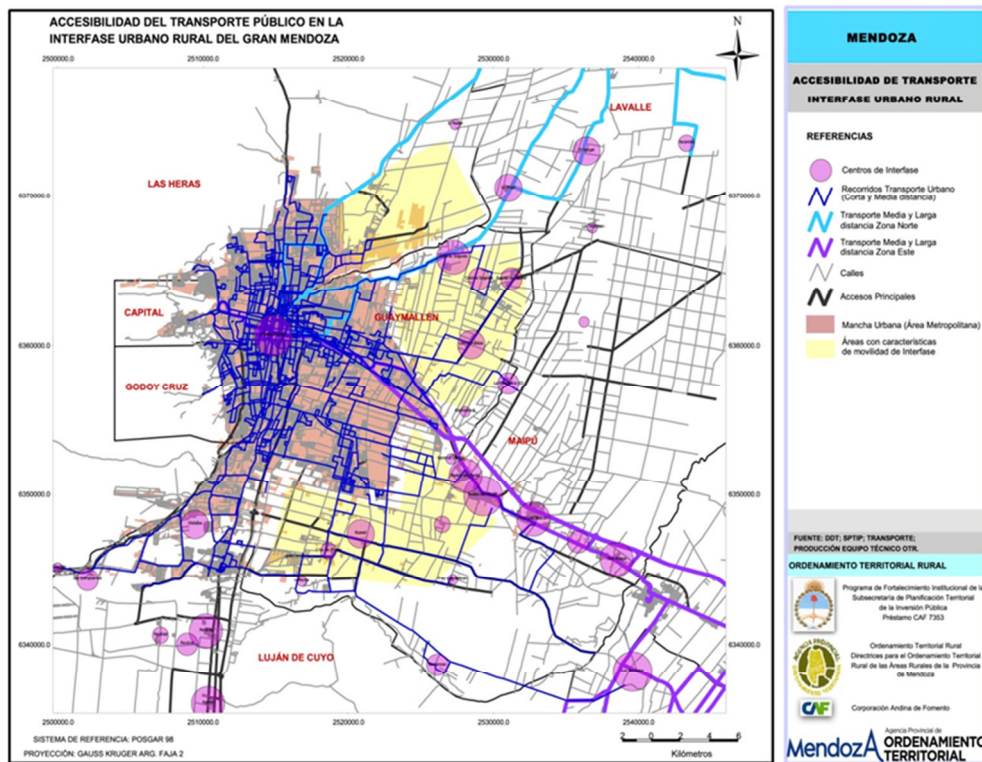 ACCESIBILIDAD DEL TRANSPORTE PÚBLICO EN LA
INTERFASE URBANO RURAL DEL GRAN MENDOZA
N
2500000.0
2510000.0
2520000.0
2530000.0
2540000.0
LAVALLE
LAS HERAS
6370000.0
6379000.0
CAPITAL
GUAYMALLEN
6360000.0
6360000.0
GODOY CRUZ
MAIPÚ
6350000.0
6350000.0
6340000.0
6340000.0
LUJÁN DE CUYO
2500000.0
2510000.0
2520000.0
2530000.0
2540000.0
SISTEMA DE REFERENCIA: POSGAR 98
PROYECCIÓN: GAUSS KRUGER ARG. FAJA 2
2 0 2 4 6
Kilómetros
MENDOZA
ACCESIBILIDAD DE TRANSPORTE
INTERFASE URBANO RURAL
REFERENCIAS
Centros de Interfase
Recorridos Transporte Urbano
(Corta y Media distancia)
Transporte Media y Larga
distancia Zona Norte
Transporte Media y Larga
distancia Zona Este
Calles
Accesos Principales
Mancha Urbana (Área Metropolitana)
Áreas con características
de movilidad de Interfase
FUENTE: DDT; SPTIP; TRANSPORTE;
PRODUCCIÓN EQUIPO TÉCNICO OTR.
ORDENAMIENTO TERRITORIAL RURAL
Programa de Fortalecimiento Institucional de la
Subsecretaría de Planificación Territorial
de la Inversión Pública
Préstamo CAF 7353
Ordenamiento Territorial Rural
Directrices para el Ordenamiento Territorial
Rural de las Áreas Rurales de la Provincia
de Mendoza
CAF
Corporación Andina de Fomento
MendozA
Agencia Provincial de
ORDENAMIENTO
TERRITORIAL